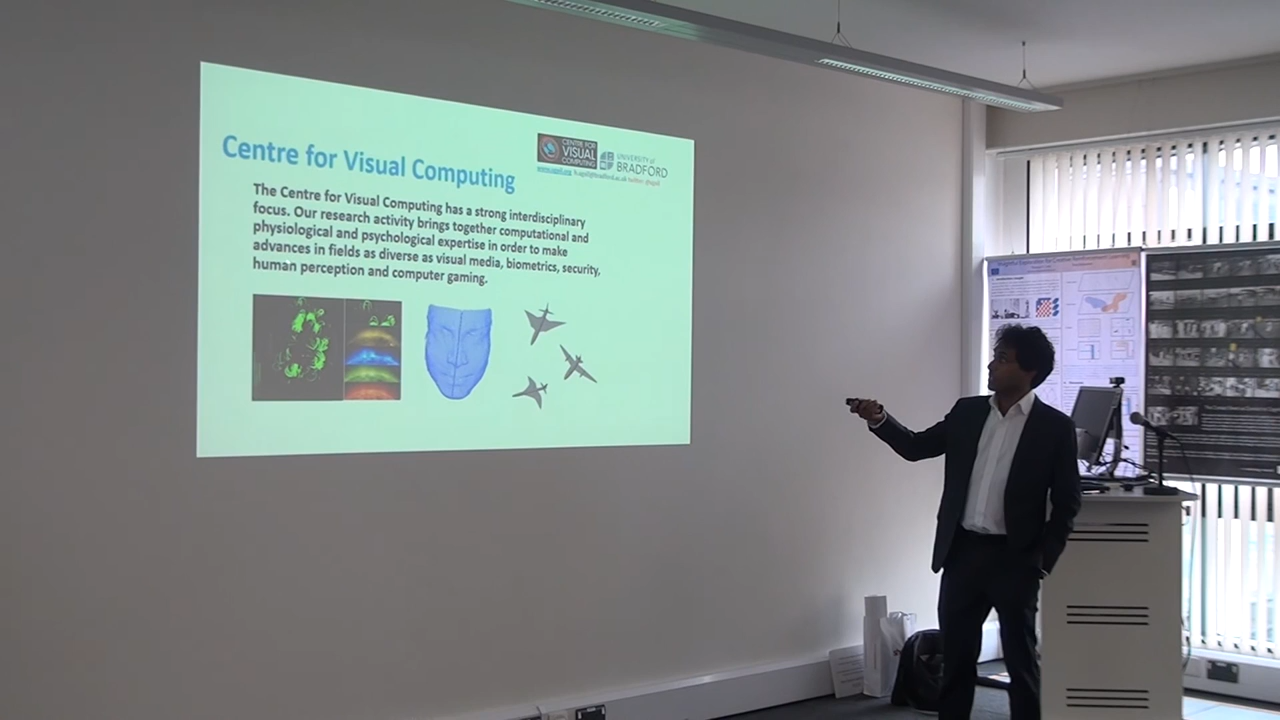 Centre for Visual Computing
CENTRE FOR
VISUAL
COMPUTING
UNIVERSITY of
BRADFORD
The Centre for Visual Computing has a strong interdisciplinary
focus. Our research activity brings together computational and
physiological and psychological expertise in order to make
advances in fields as diverse as visual media, biometrics, security,
human perception and computer gaming.